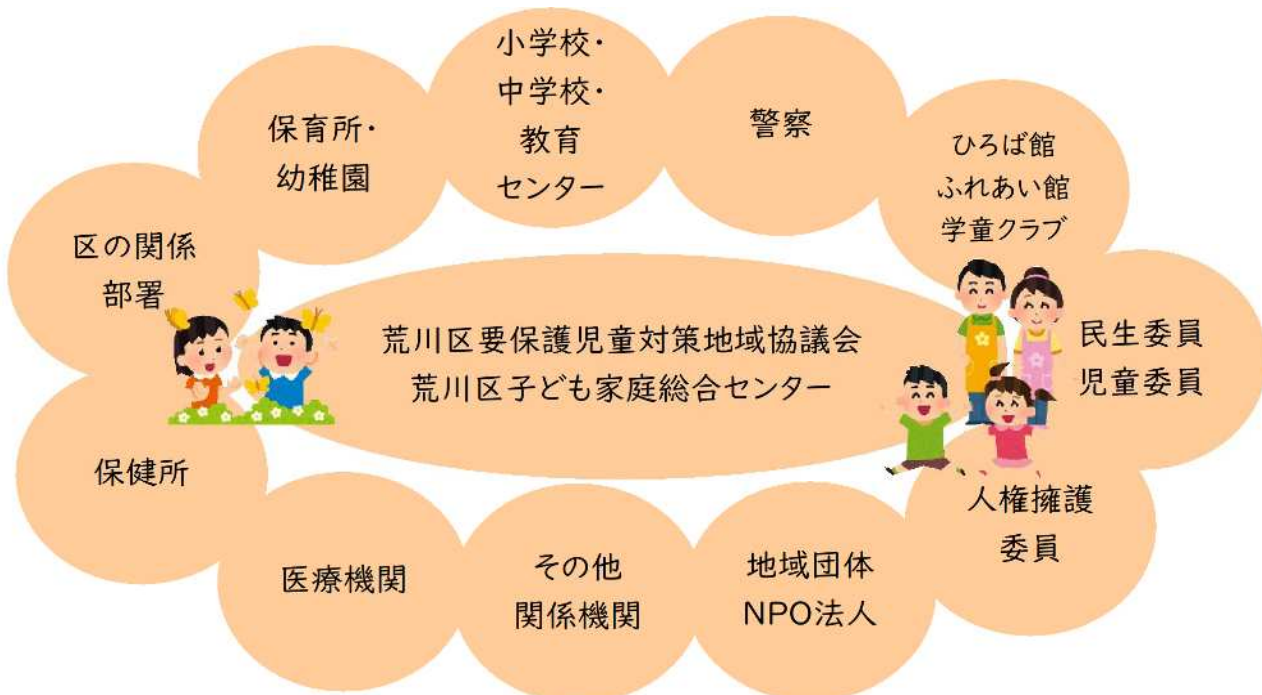 小学校・
中学校・
教育
センター
警察
保育所・
幼稚園
ひろば館
ふれあい館
学童クラブ
区の関係
部署
荒川区要保護児童対策地域協議会
荒川区子ども家庭総合センター
民生委員
児童委員
保健所
人権擁護
委員
医療機関
その他
関係機関
地域団体
NPO法人